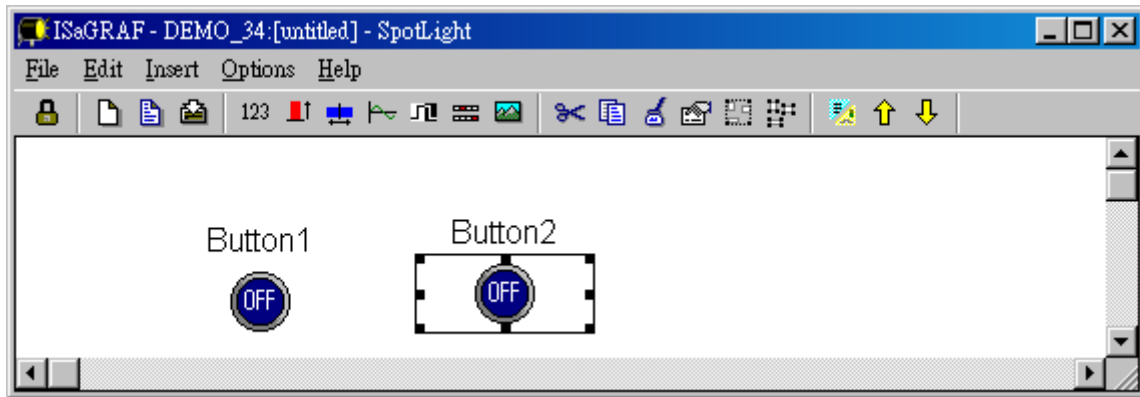 ISaGRAF - DEMO_34:[untitled] - SpotLight
File Edit Insert Options Help
123
Button1 Button2
OFF OFF